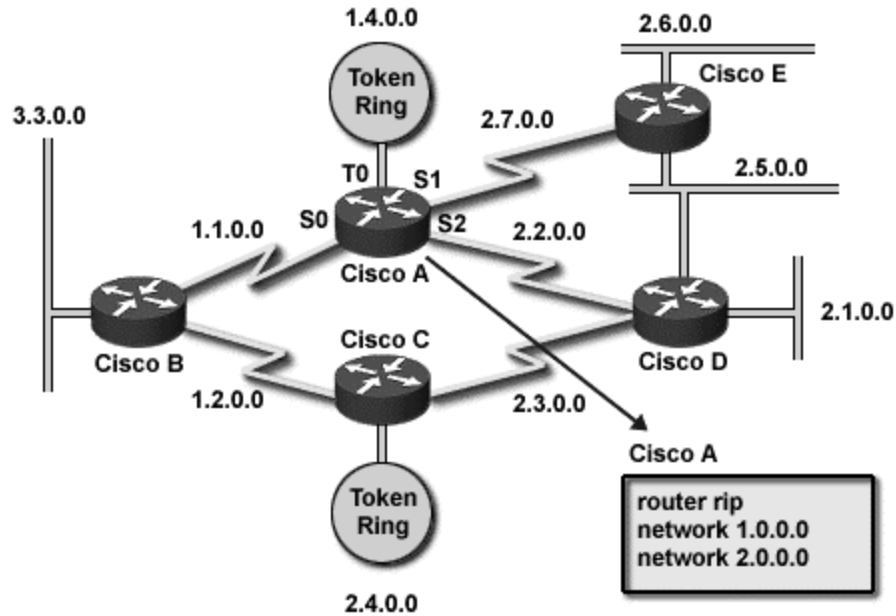 1.4.0.0
2.6.0.0
Token
Ring
Cisco E
3.3.0.0
2.7.0.0
T0
S1
2.5.0.0
S0
S2
1.1.0.0
2.2.0.0
Cisco A
2.1.0.0
Cisco C
Cisco B
Cisco D
1.2.0.0
2.3.0.0
Cisco A
Token
Ring
router rip
network 1.0.0.0
network 2.0.0.0
2.4.0.0